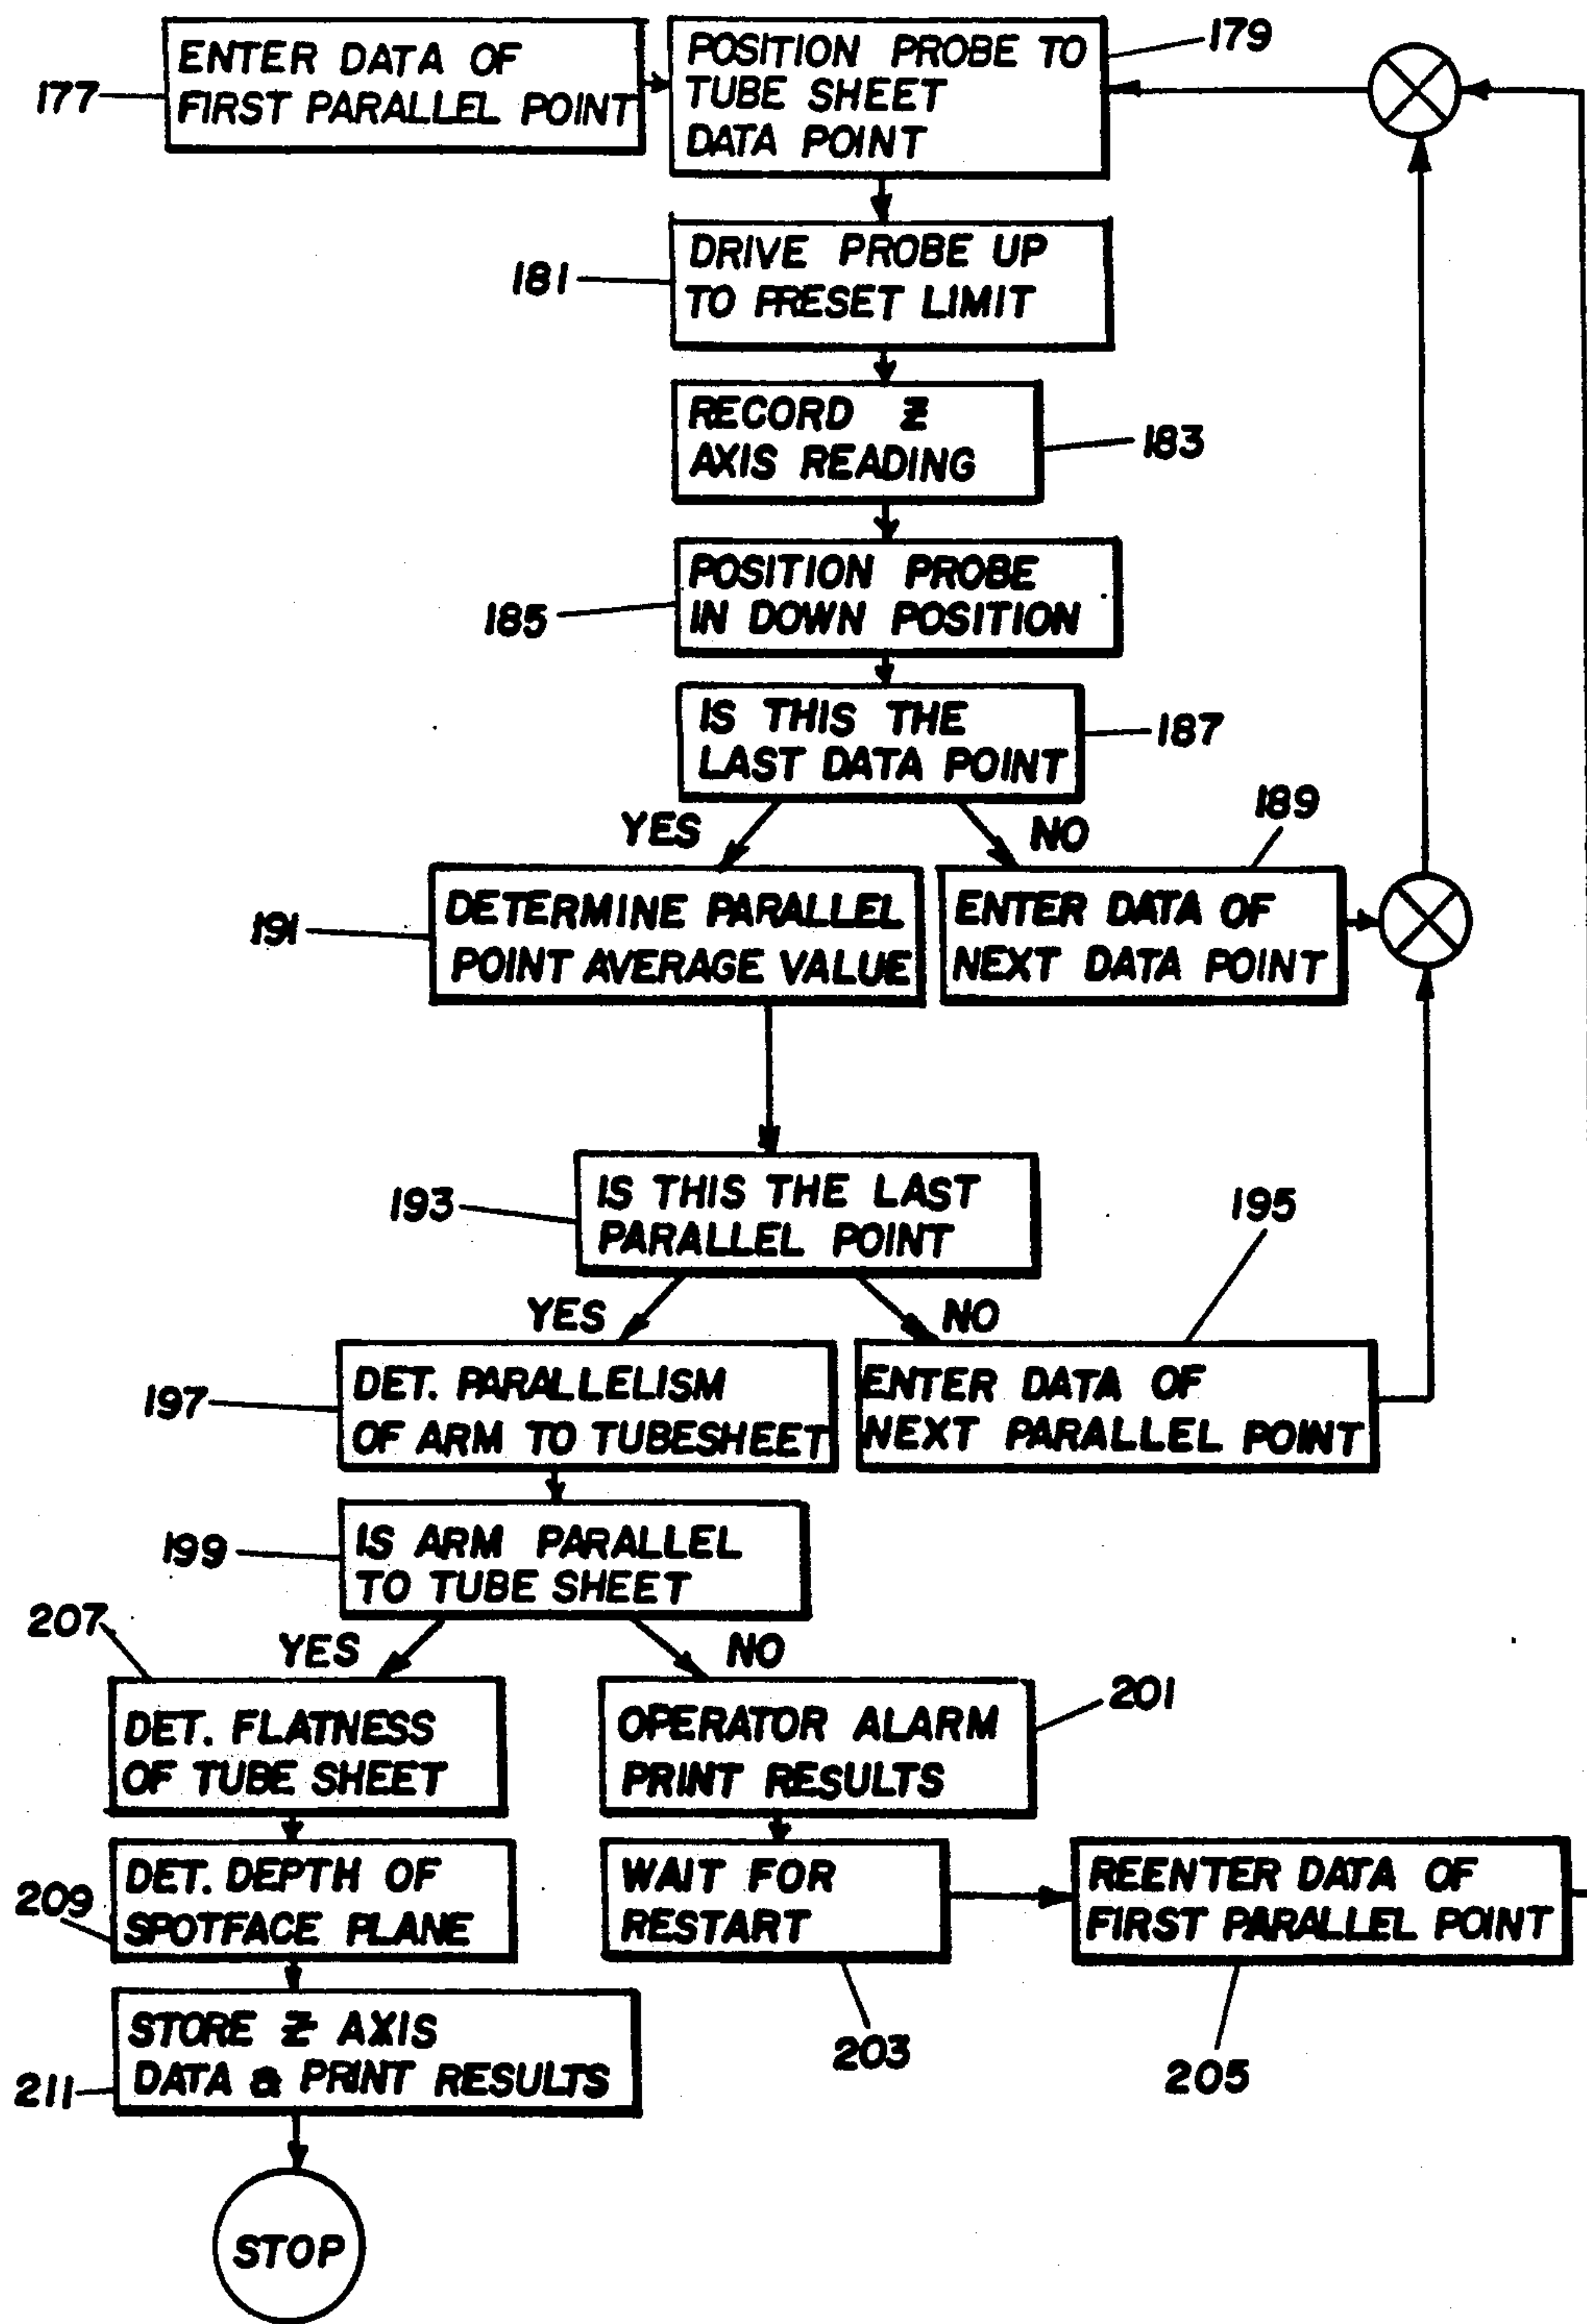 ENTER DATA OF
FIRST PARALLEL POINT
177
POSITION PROBE TO
TUBE SHEET
DATA POINT
179
DRIVE PROBE UP
TO PRESET LIMIT
181
RECORD Z
AXIS READING
183
POSITION PROBE
IN DOWN POSITION
185
IS THIS THE
LAST DATA POINT
187
YES
NO
189
DETERMINE PARALLEL
POINT AVERAGE VALUE
191
ENTER DATA OF
NEXT DATA POINT
IS THIS THE LAST
PARALLEL POINT
193
195
YES
NO
DET. PARALLELISM
OF ARM TO TUBESHEET
197
ENTER DATA OF
NEXT PARALLEL POINT
IS ARM PARALLEL
TO TUBE SHEET
199
207
YES
NO
DET. FLATNESS
OF TUBE SHEET
OPERATOR ALARM
PRINT RESULTS
201
DET. DEPTH OF
SPOTFACE PLANE
209
WAIT FOR
RESTART
203
REENTER DATA OF
FIRST PARALLEL POINT
205
STORE Z AXIS
DATA & PRINT RESULTS
211
STOP